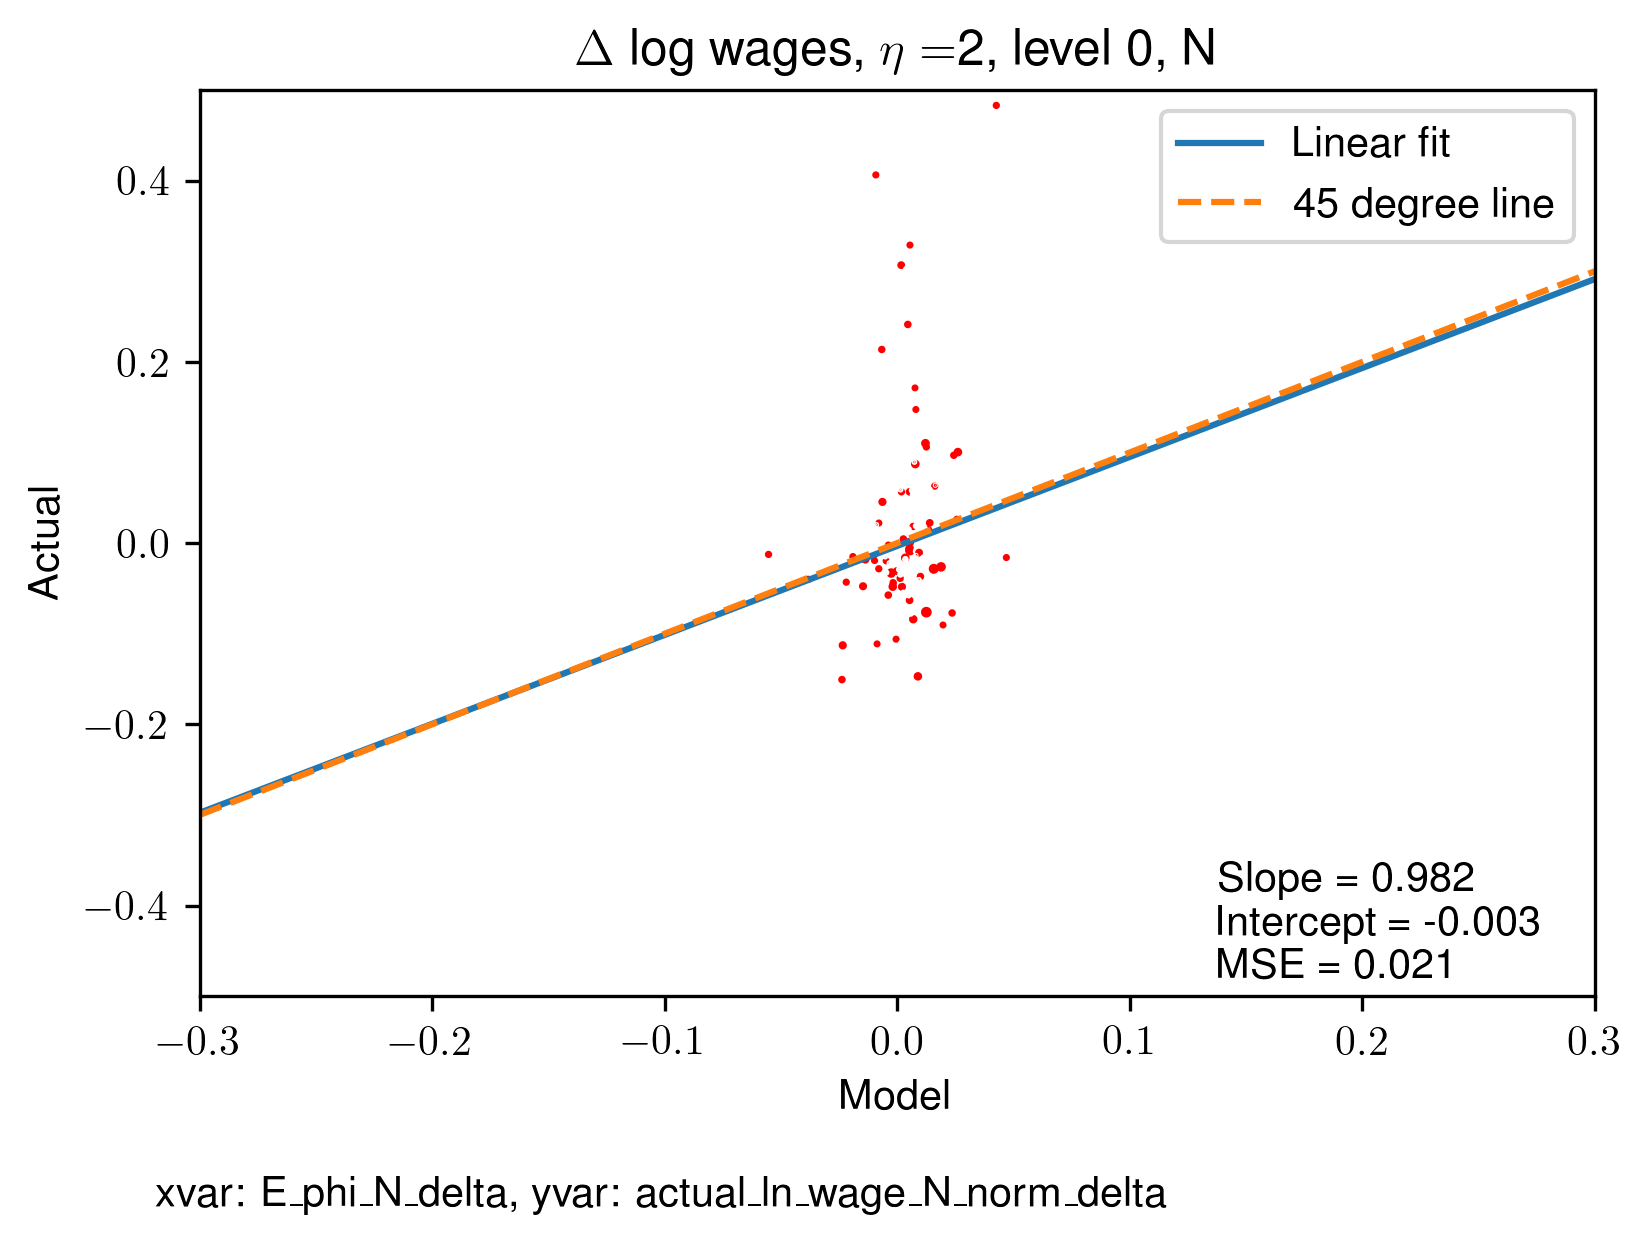 Δ log wages, η =2, level 0, N
Linear fit
45 degree line
0.4
0.2
0.0
−0.2
−0.4
Actual
Slope = 0.982
Intercept = -0.003
MSE = 0.021
−0.3 −0.2 −0.1 0.0 0.1 0.2 0.3
Model
xvar: E_phi_N_delta, yvar: actual_ln_wage_N_norm_delta